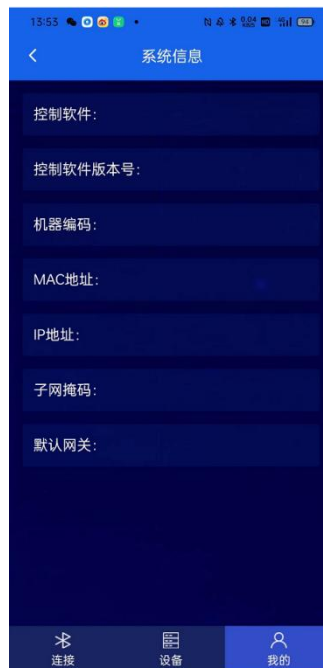 13:53
系统信息
控制软件：
控制软件版本号：
机器编码：
MAC地址：
IP地址：
子网掩码：
默认网关：
连接
设备
我的